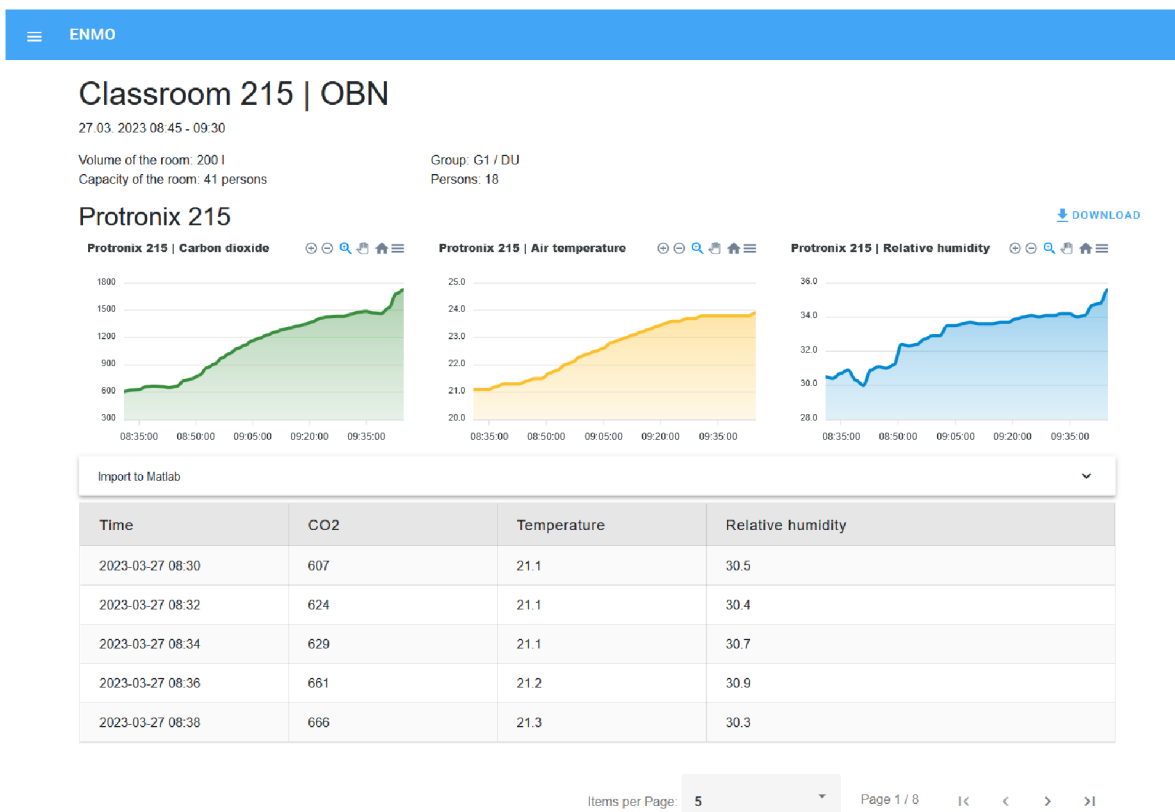 ENMO
Classroom 215 | OBN
27.03. 2023 08:45 - 09:30
Volume of the room: 200 l
Group: G1 / DU
Capacity of the room: 41 persons
Persons: 18
Protronix 215
DOWNLOAD
Protronix 215 | Carbon dioxide
1800
1500
1200
900
600
300
08:35:00 08:50:00 09:05:00 09:20:00 09:35:00
Protronix 215 | Air temperature
25.0
24.0
23.0
22.0
21.0
20.0
08:35:00 08:50:00 09:05:00 09:20:00 09:35:00
Protronix 215 | Relative humidity
36.0
34.0
32.0
30.0
28.0
08:35:00 08:50:00 09:05:00 09:20:00 09:35:00
Import to Matlab
Time CO2 Temperature Relative humidity
2023-03-27 08:30 607 21.1 30.5
2023-03-27 08:32 624 21.1 30.4
2023-03-27 08:34 629 21.1 30.7
2023-03-27 08:36 661 21.2 30.9
2023-03-27 08:38 666 21.3 30.3
Items per Page: 5 Page 1 / 8